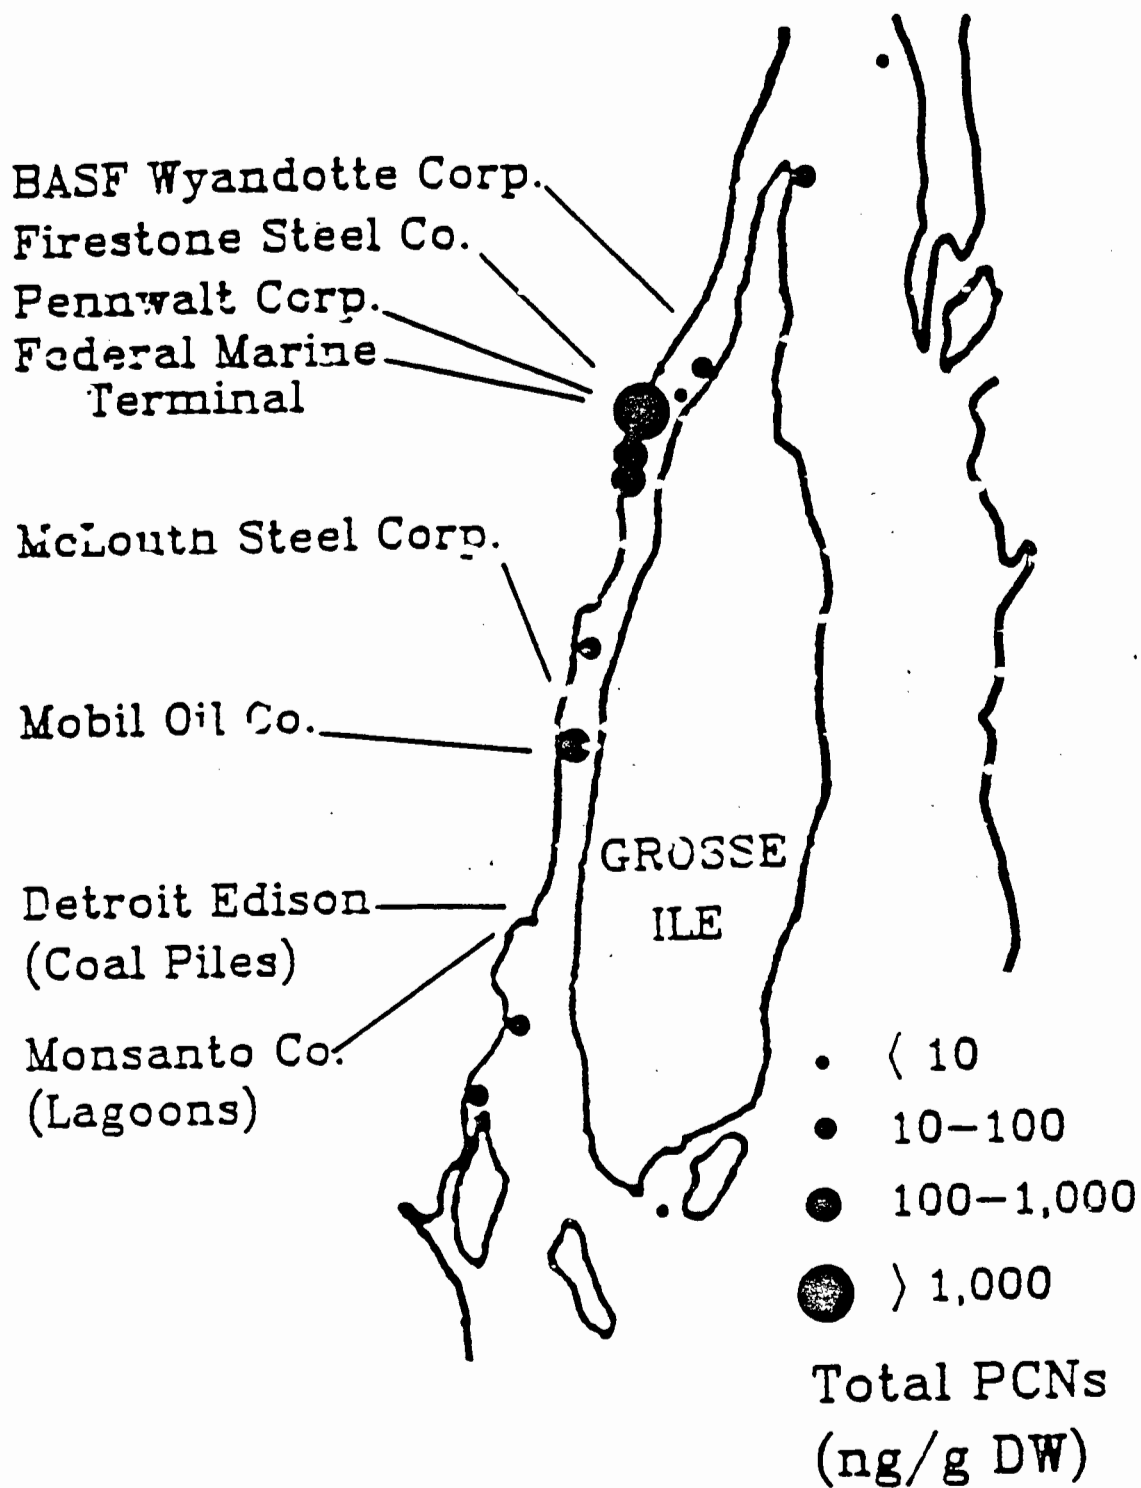 BASF Wyandotte Corp.
Firestone Steel Co.
Pennwalt Corp.
Federal Marine
Terminal
McLouth Steel Corp.
Mobil Oil Co.
GROSSE
ILE
Detroit Edison
(Coal Piles)
Monsanto Co.
(Lagoons)
< 10
10-100
100-1,000
> 1,000
Total PCNs
(ng/g DW)